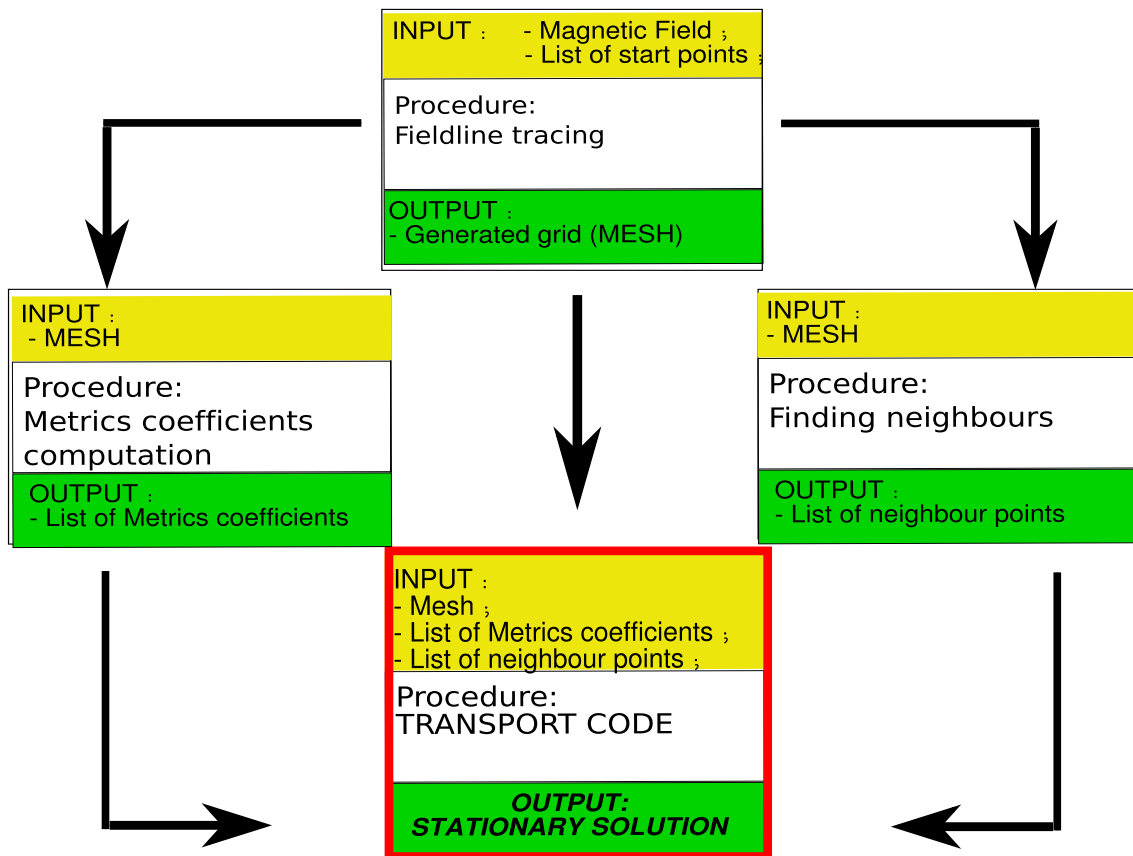 INPUT : - Magnetic Field ;
- List of start points ;
Procedure:
Fieldline tracing
OUTPUT :
- Generated grid (MESH)
INPUT :
- MESH
Procedure:
Metrics coefficients
computation
OUTPUT :
- List of Metrics coefficients
INPUT :
- MESH
Procedure:
Finding neighbours
OUTPUT :
- List of neighbour points
INPUT :
- Mesh ;
- List of Metrics coefficients ;
- List of neighbour points ;
Procedure:
TRANSPORT CODE
OUTPUT:
STATIONARY SOLUTION